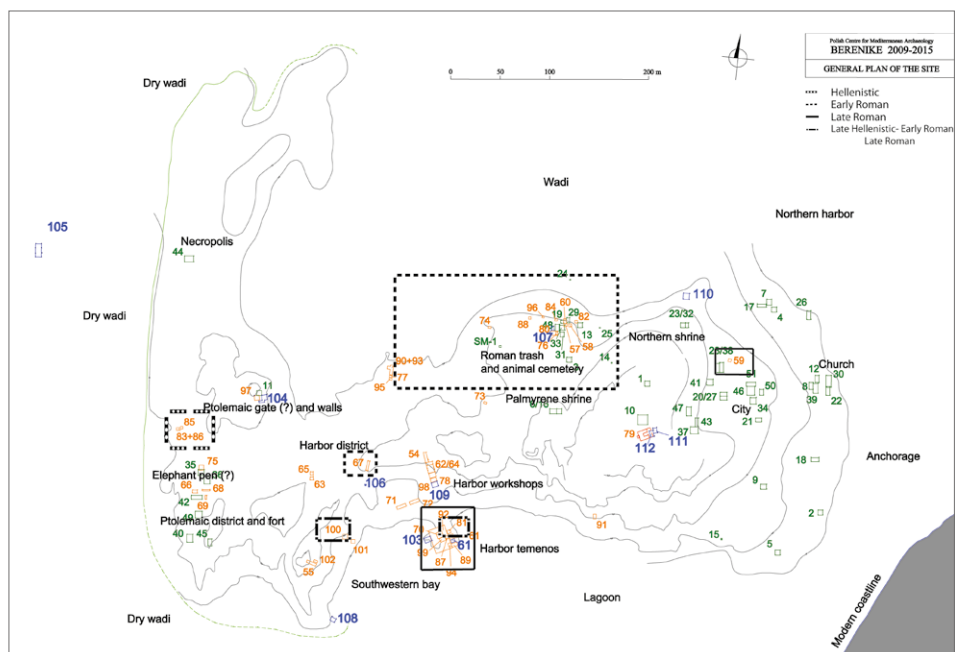 Polish Centre for Mediterranean Archaeology
BERENIKE 2009-2015
GENERAL PLAN OF THE SITE
Hellenistic
Early Roman
Late Roman
Late Hellenistic- Early Roman
Late Roman
0 50 100 200 m
Dry wadi
Wadi
Northern harbor
105
Necropolis
44
Dry wadi
24
110
7
17
4
26
96 84 60
19 29
82
88
48
13
25
74
107
76
33
57
58
31
14
SM-1
Roman trash
and animal cemetery
23/32
Northern shrine
59
90+93
77
95
73
Palmyrene shrine
1
41
20/27
51
46
50
City
34
21
Church
12
30
8
39
22
97
11
104
Ptolemaic gate (?) and walls
10
47
43
37
79
111
112
85
83+86
Harbor district
67
106
54
62/64
78
98
109
Harbor workshops
18
Anchorage
35
75
Elephant pen (?)
66
68
42
69
65
63
71
72
9
49
Ptolemaic district and fort
40
45
100
101
92
81
103
61
99
87
89
94
Harbor temenos
91
15
2
5
55
102
Southwestern bay
Lagoon
Dry wadi
108
Modern coastline